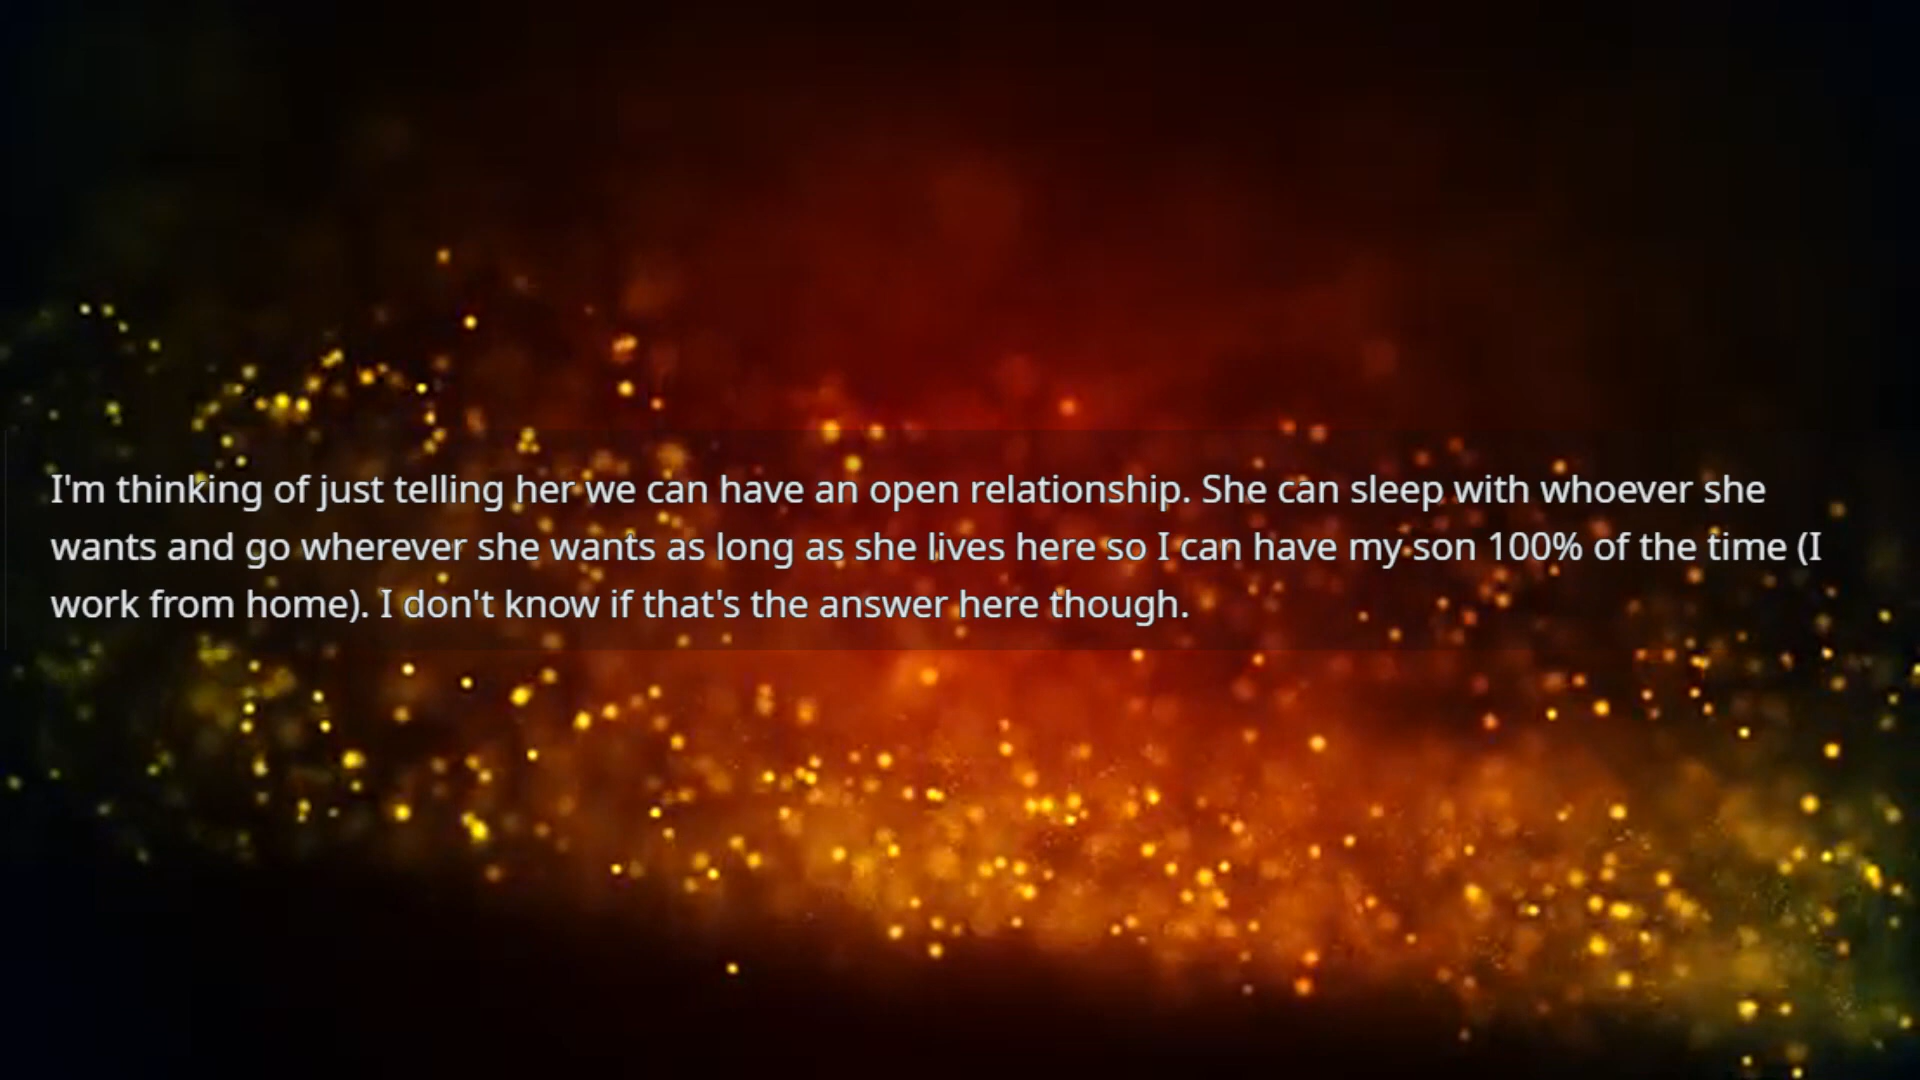 I'm thinking of just telling her we can have an open relationship. She can sleep with whoever she
wants and go wherever she wants as long as she lives here so I can have my son 100% of the time (I
work from home). I don't know if that's the answer here though.